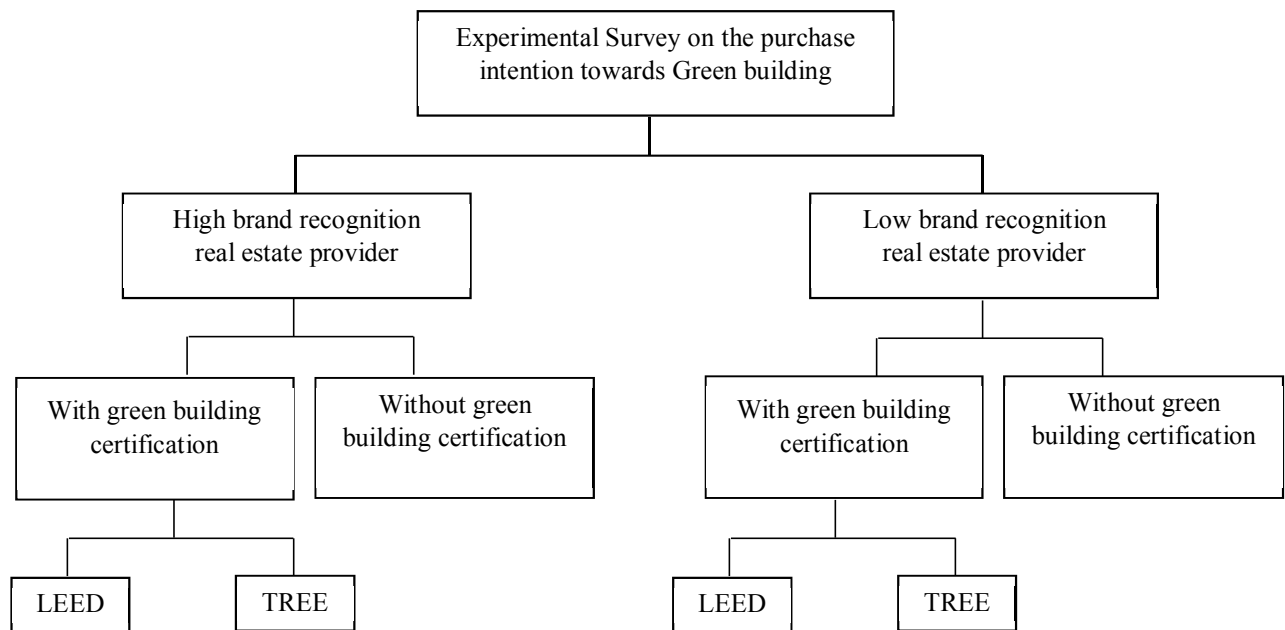 Experimental Survey on the purchase
intention towards Green building
High brand recognition
real estate provider
Low brand recognition
real estate provider
With green building
certification
Without green
building certification
With green building
certification
Without green
building certification
LEED
TREE
LEED
TREE